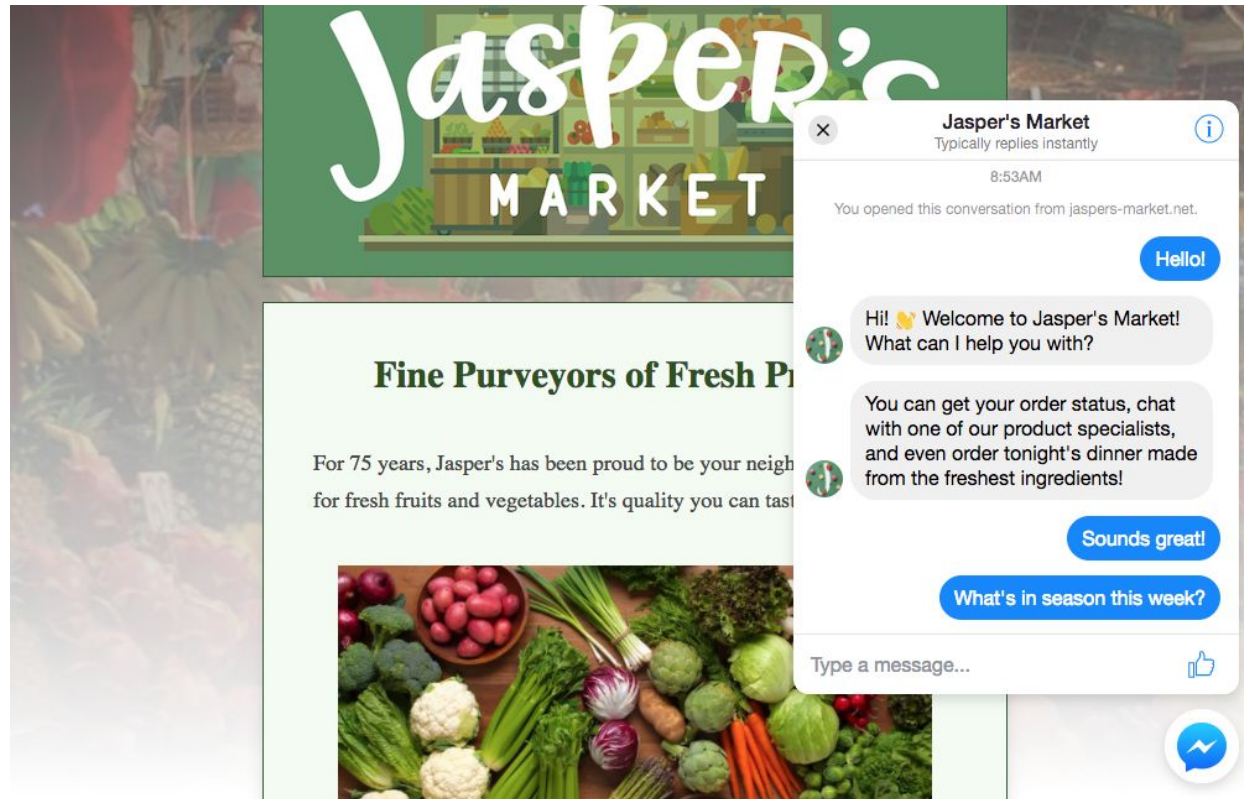 Jasper's
MARKET
Fine Purveyors of Fresh
For 75 years, Jasper's has been proud to be your
for fresh fruits and vegetables. It's quality you can
Jasper's Market
Typically replies instantly
8:53AM
You opened this conversation from jaspers-market.net.
Hello!
Hi! 👋 Welcome to Jasper's Market!
What can I help you with?
You can get your order status, chat
with one of our product specialists,
and even order tonight's dinner made
from the freshest ingredients!
Sounds great!
What's in season this week?
Type a message...